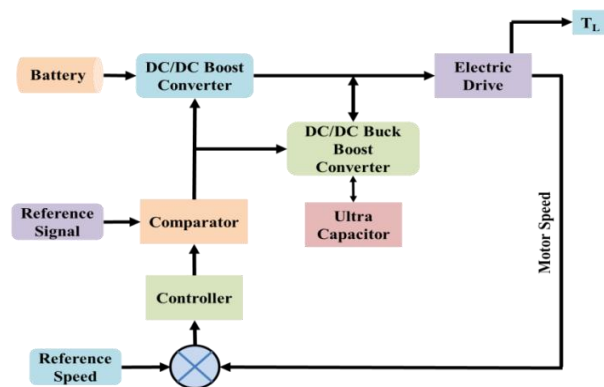 T_L
Battery
DC/DC Boost
Converter
Electric
Drive
DC/DC Buck
Boost
Converter
Reference
Signal
Comparator
Ultra
Capacitor
Motor Speed
Controller
Reference
Speed